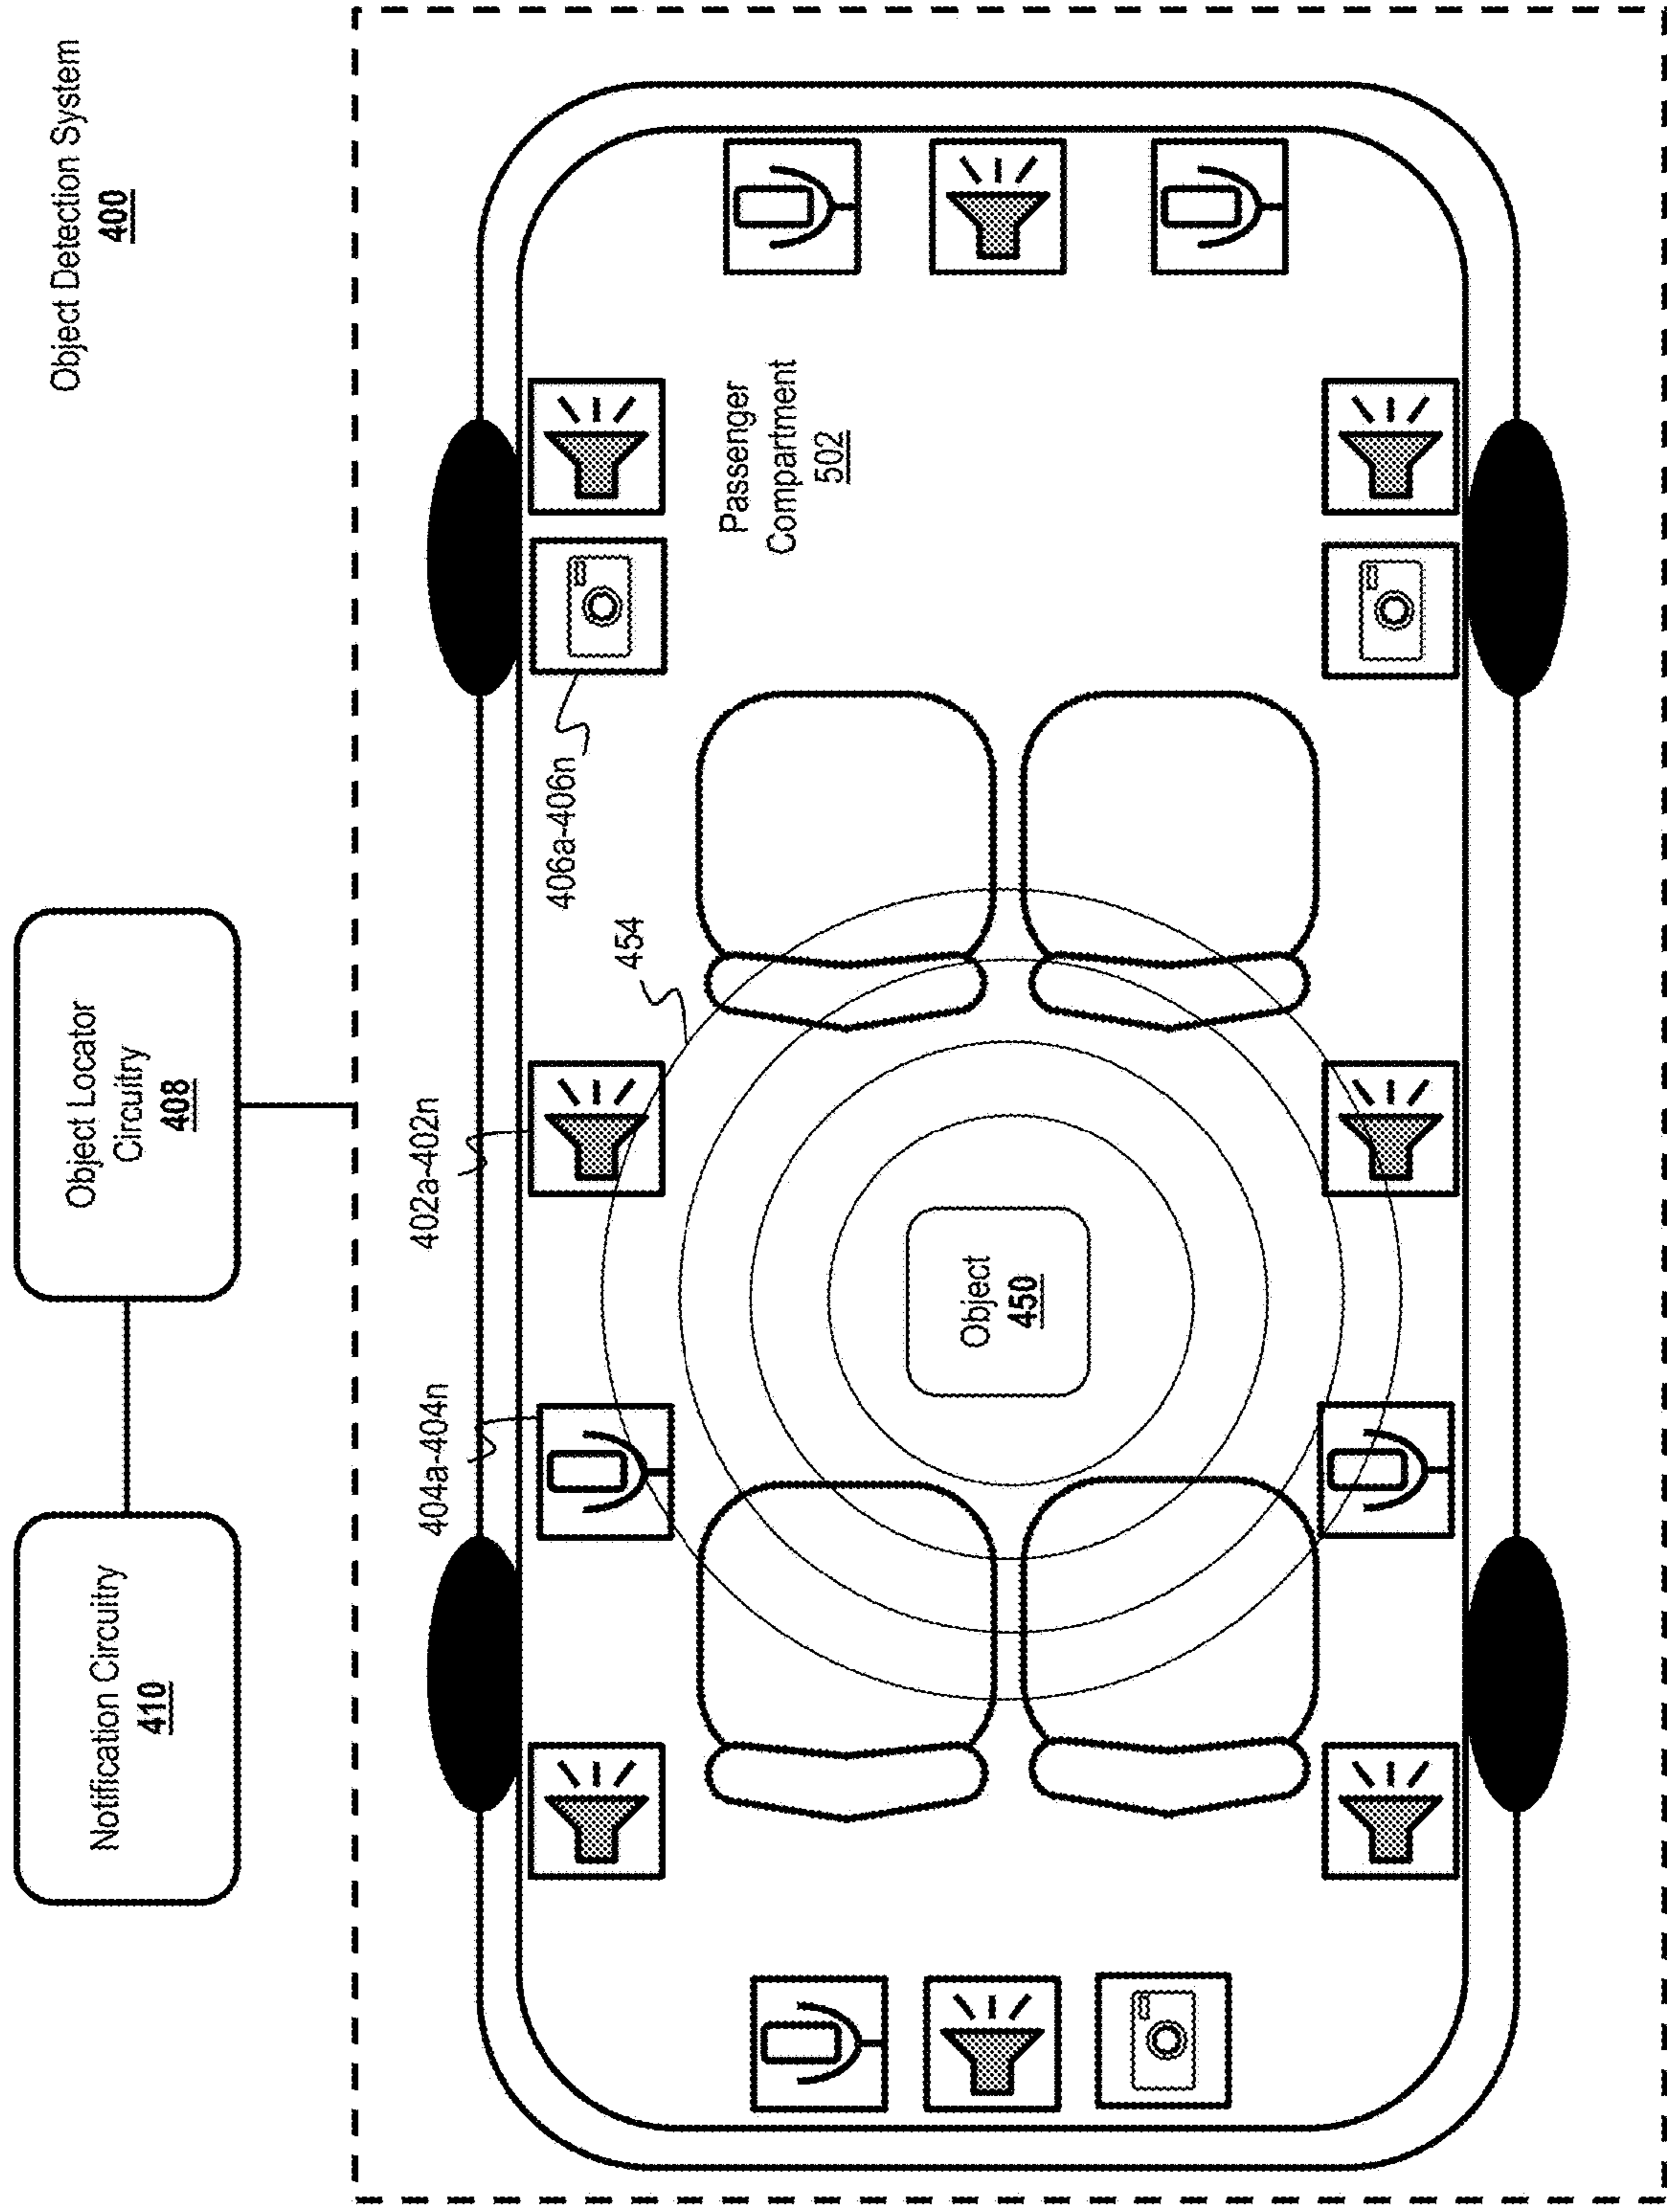 Object Detection System
400
Notification Circuitry
410
Object Locator
Circuitry
408
404a-404n
402a-402n
406a-406n
454
Passenger
Compartment
502
Object
450